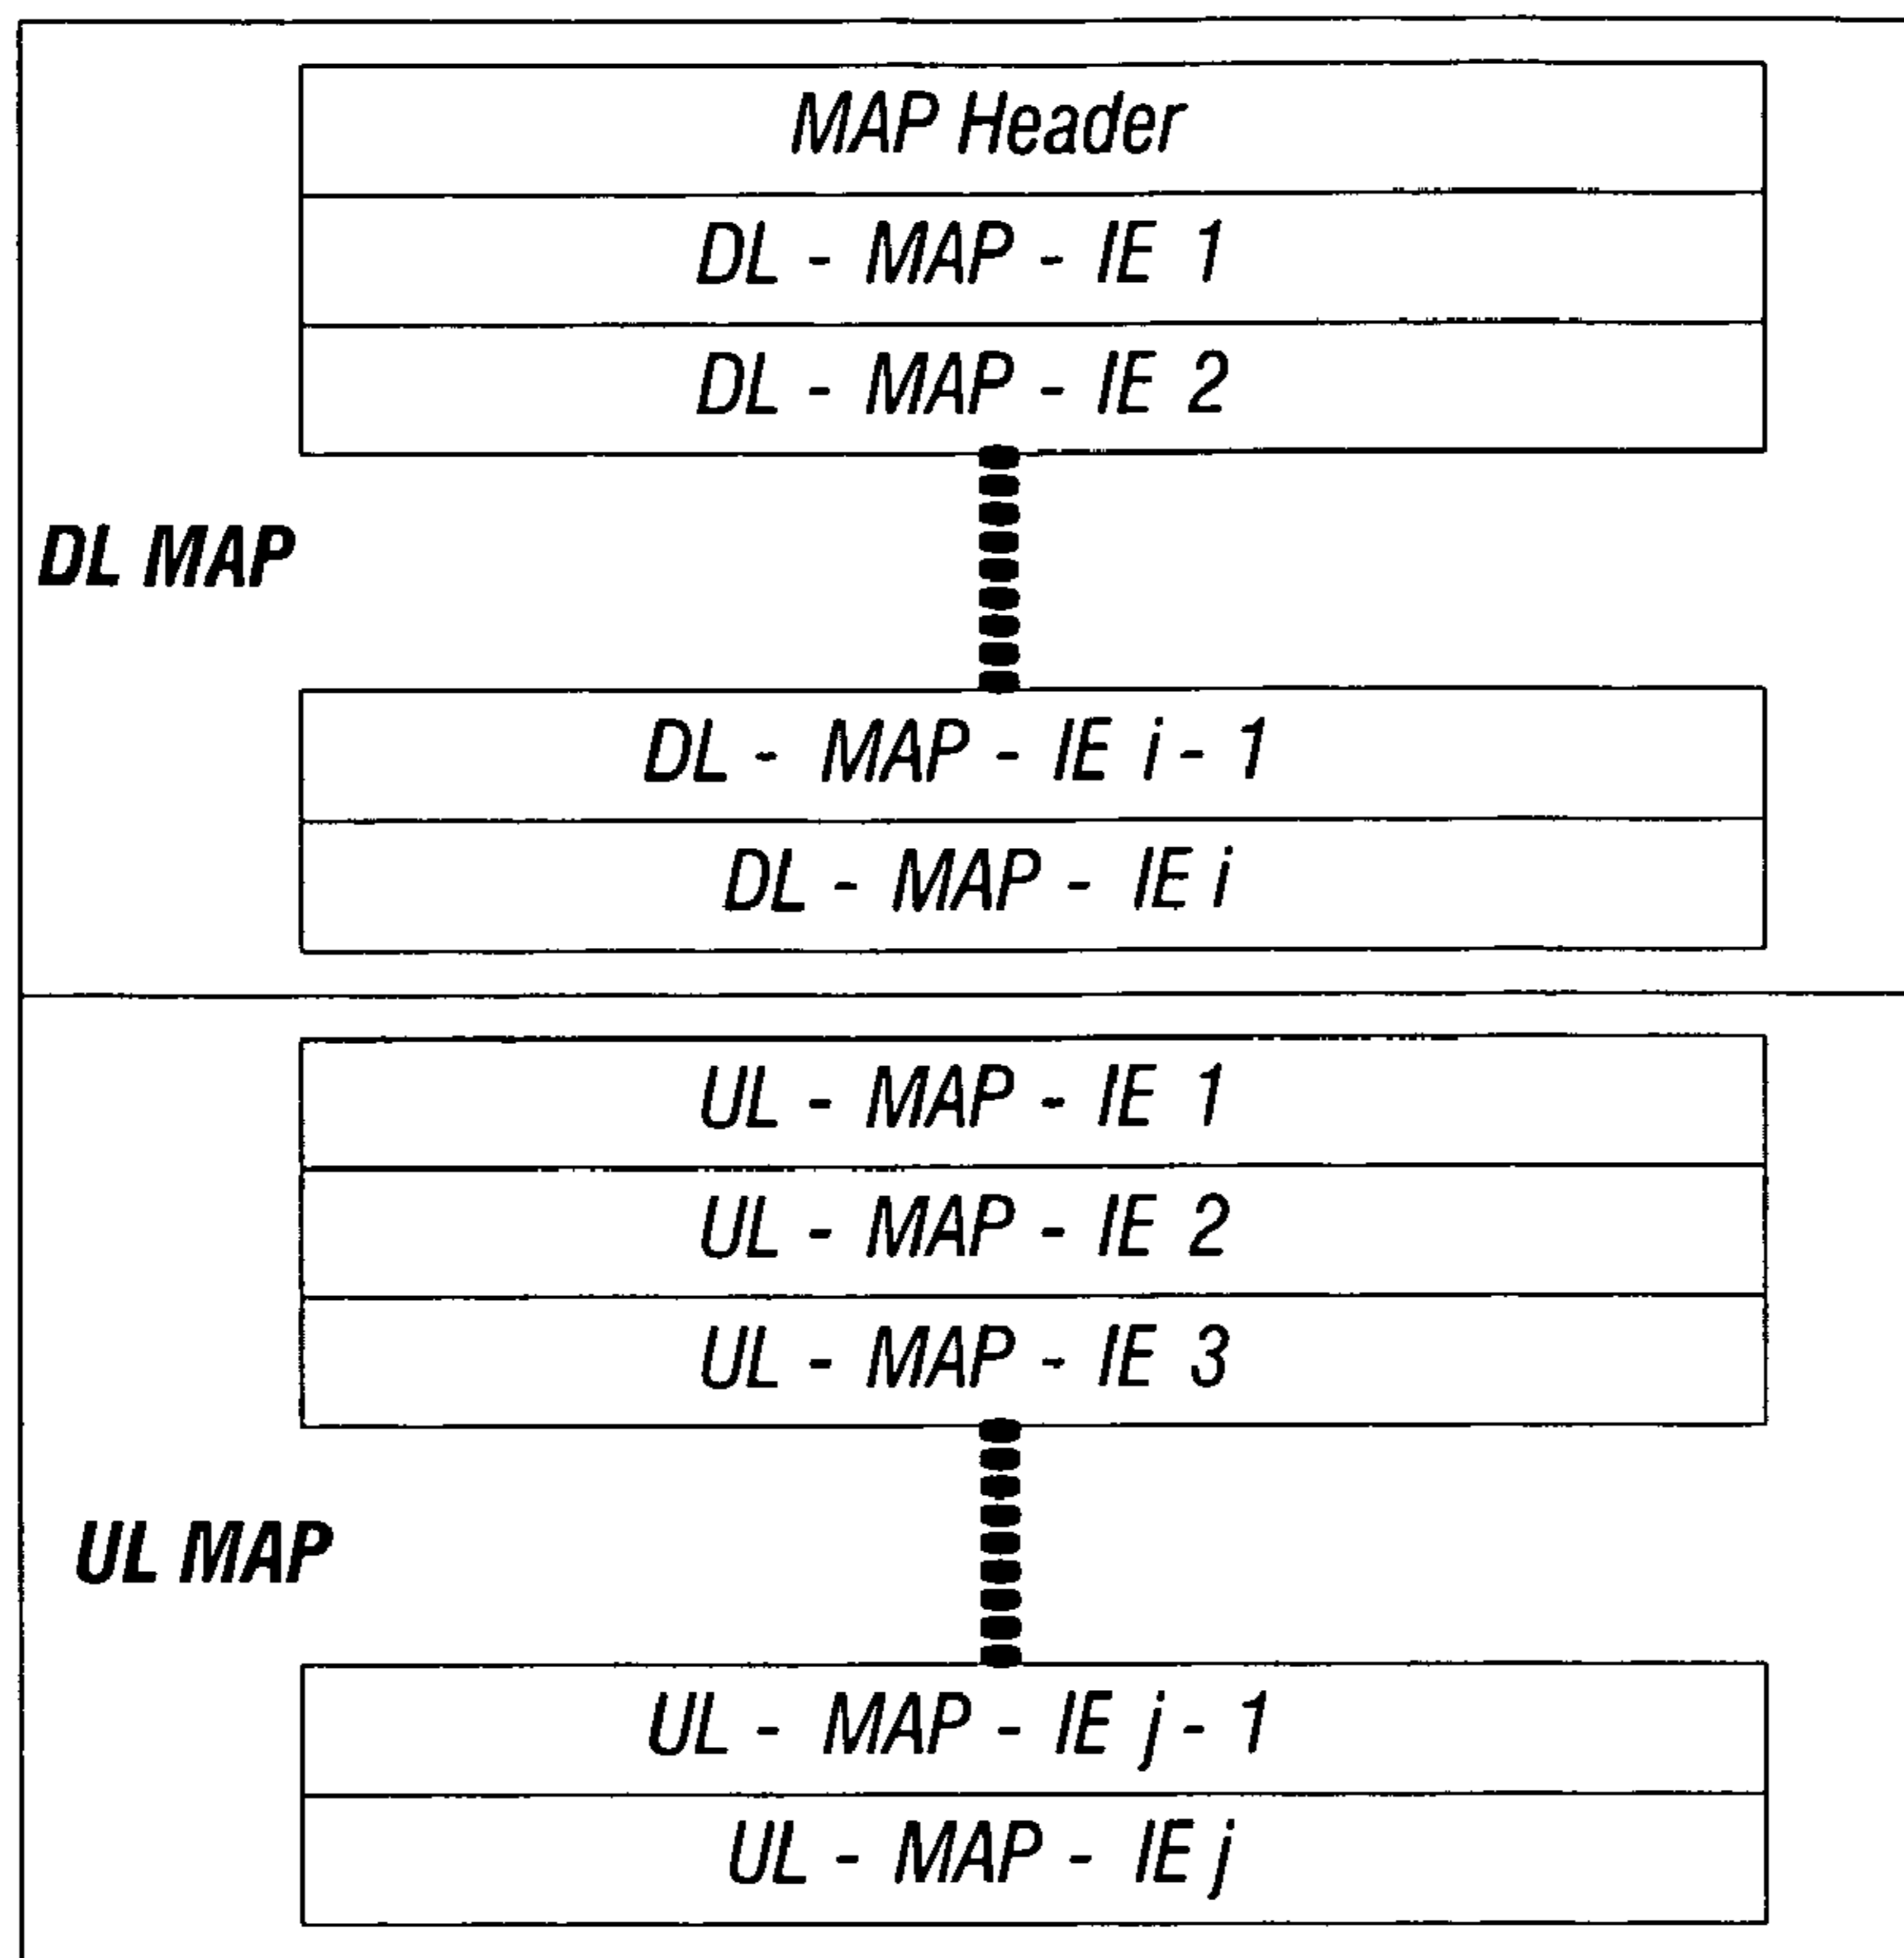 MAP Header
DL - MAP - IE 1
DL - MAP - IE 2
DL MAP
DL - MAP - IE i - 1
DL - MAP - IE i
UL - MAP - IE 1
UL - MAP - IE 2
UL - MAP - IE 3
UL MAP
UL - MAP - IE j - 1
UL - MAP - IE j